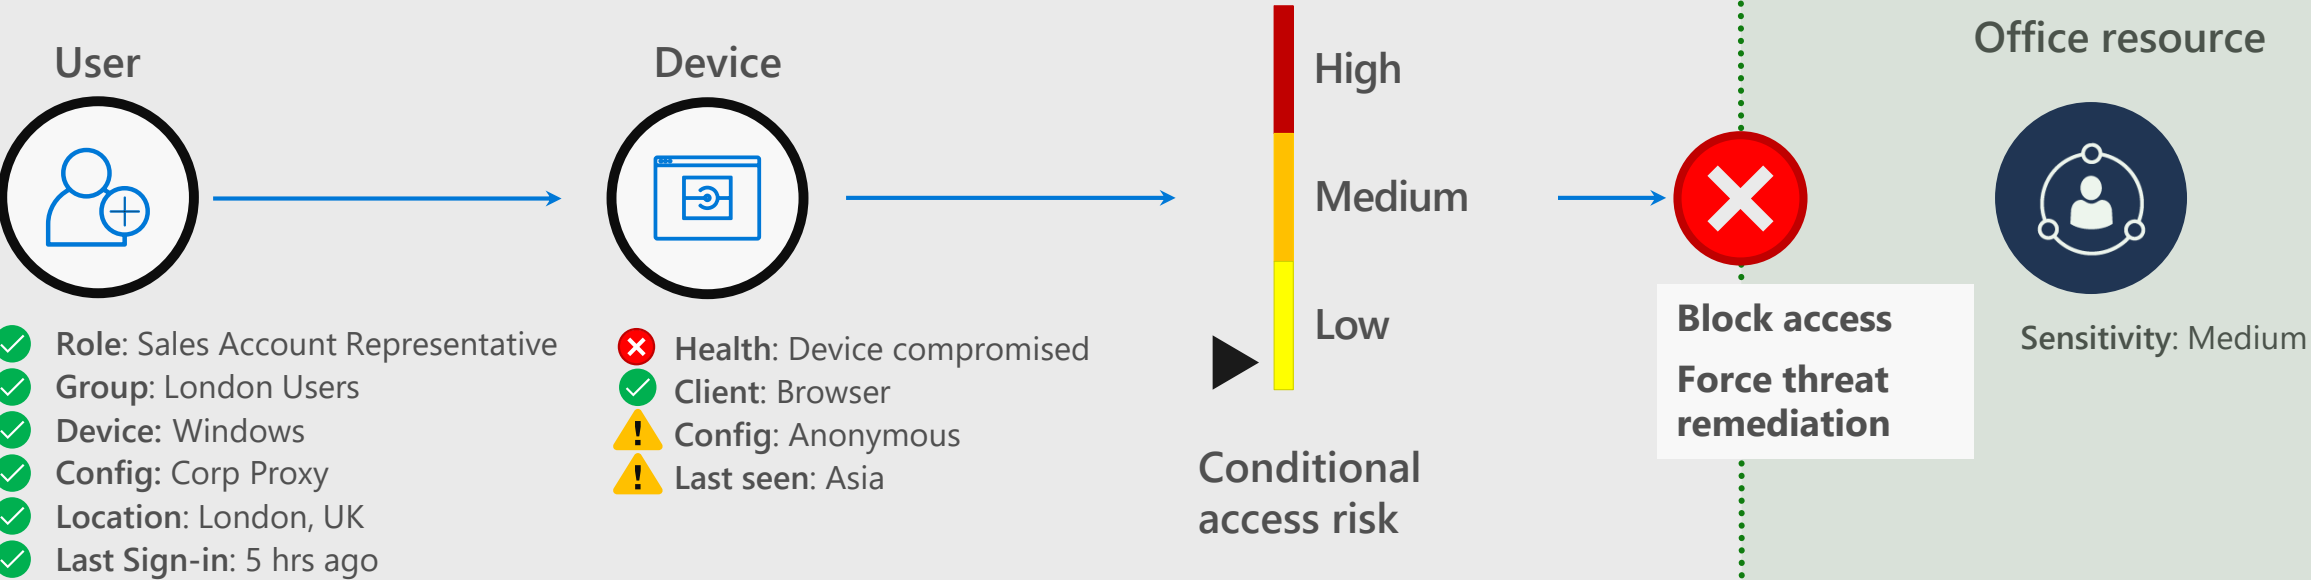 User
Role: Sales Account Representative
Group: London Users
Device: Windows
Config: Corp Proxy
Location: London, UK
Last Sign-in: 5 hrs ago
Device
Health: Device compromised
Client: Browser
Config: Anonymous
Last seen: Asia
High
Medium
Low
Conditional
access risk
Block access
Force threat
remediation
Office resource
Sensitivity: Medium